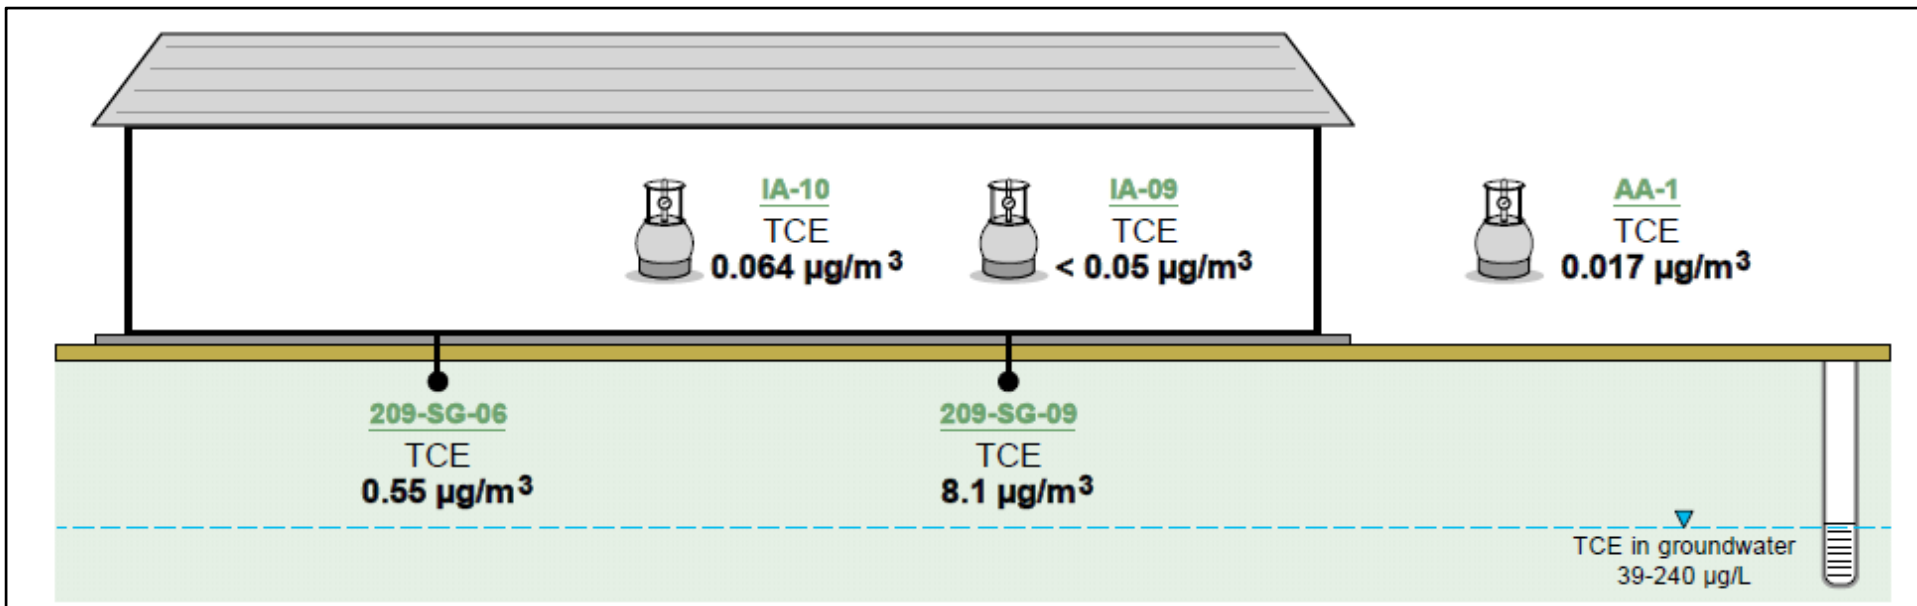 IA-10
TCE
0.064 µg/m³
IA-09
TCE
< 0.05 µg/m³
AA-1
TCE
0.017 µg/m³
209-SG-06
TCE
0.55 µg/m³
209-SG-09
TCE
8.1 µg/m³
TCE in groundwater
39-240 µg/L